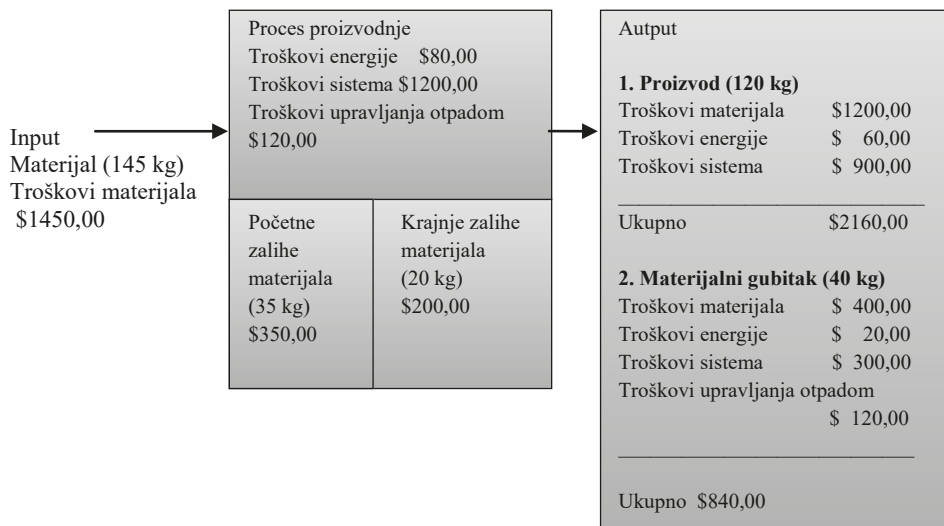 Input
Materijal (145 kg)
Troškovi materijala
$1450,00
Proces proizvodnje
Troškovi energije $80,00
Troškovi sistema $1200,00
Troškovi upravljanja otpadom
$120,00
Početne
zalihe
materijala
(35 kg)
$350,00
Krajnje zalihe
materijala
(20 kg)
$200,00
Autput
1. Proizvod (120 kg)
Troškovi materijala $1200,00
Troškovi energije $ 60,00
Troškovi sistema $ 900,00
Ukupno $2160,00
2. Materijalni gubitak (40 kg)
Troškovi materijala $ 400,00
Troškovi energije $ 20,00
Troškovi sistema $ 300,00
Troškovi upravljanja otpadom
$ 120,00
Ukupno $840,00